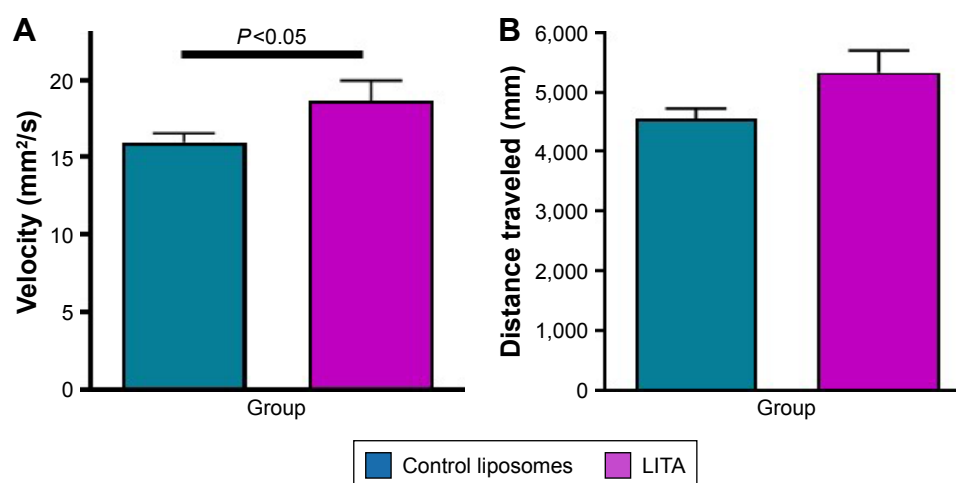 A
P<0.05
Velocity (mm²/s)
20
15
10
5
0
Group
B
Distance traveled (mm)
6,000
5,000
4,000
3,000
2,000
1,000
0
Group
Control liposomes
LITA